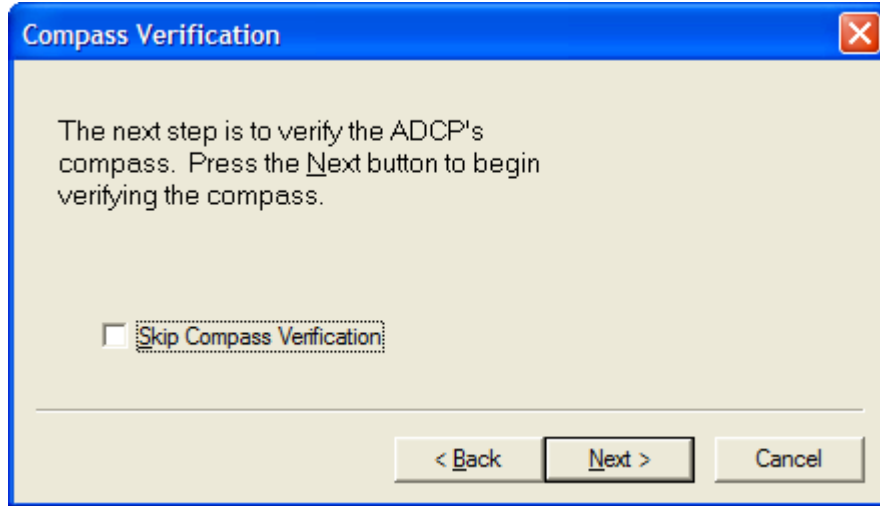 Compass Verification
The next step is to verify the ADCP's
compass. Press the Next button to begin
verifying the compass.
Skip Compass Verification
< Back Next > Cancel